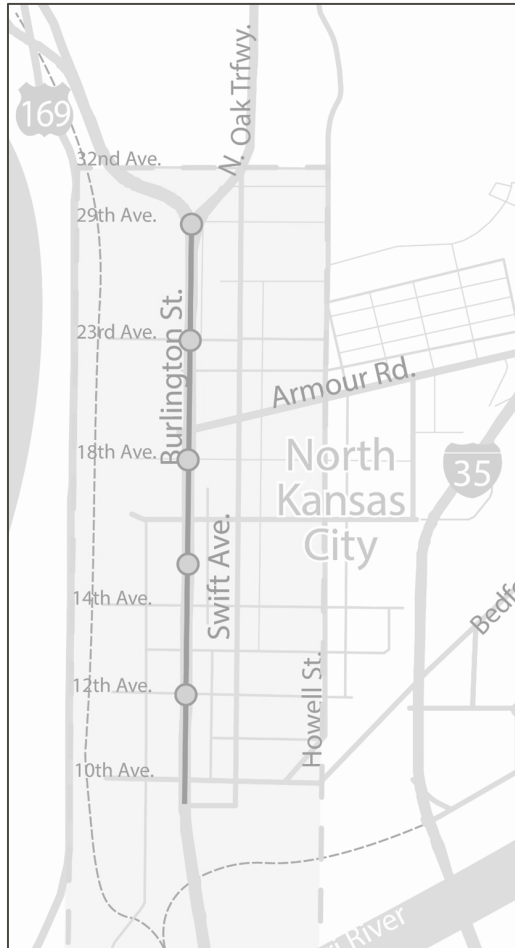 N. Oak Trfwy.
169
32nd Ave.
29th Ave.
Burlington St.
23rd Ave.
Armour Rd.
18th Ave.
North
Kansas
City
35
Swift Ave.
14th Ave.
Bedf
12th Ave.
Howell St.
10th Ave.
River